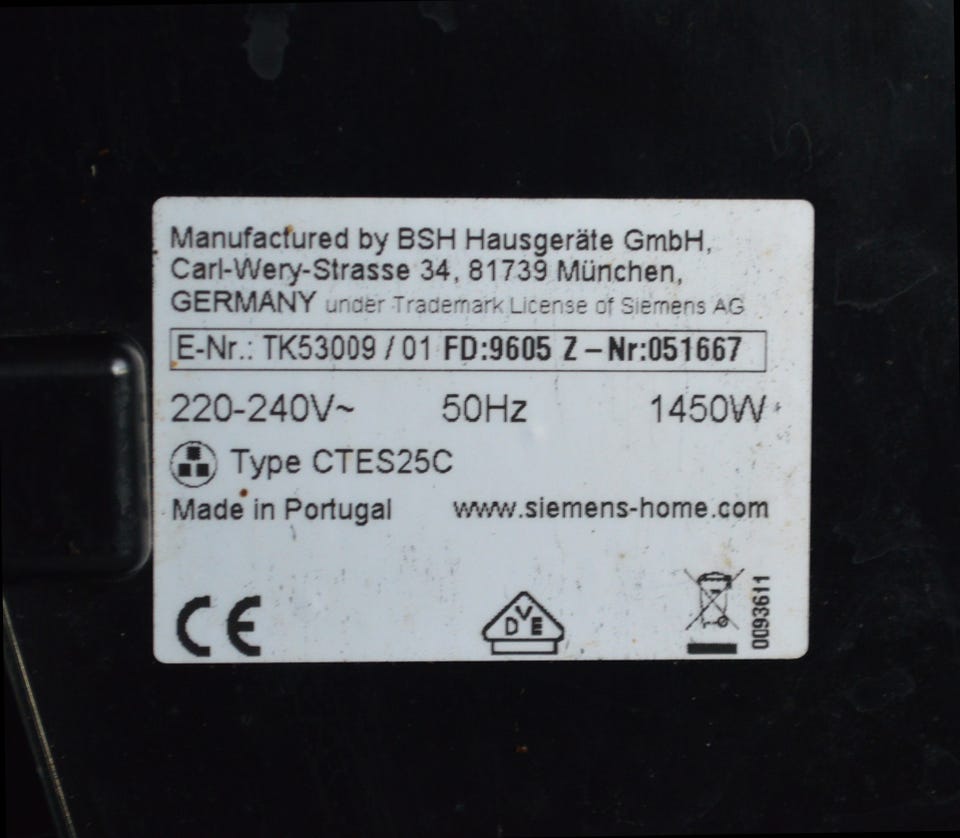 Manufactured by BSH Hausgeräte GmbH,
Carl-Wery-Strasse 34, 81739 München,
GERMANY under Trademark License of Siemens AG
E-Nr.: TK53009 / 01 FD:9605 Z – Nr:051667
220-240V~ 50Hz 1450W
Type CTES25C
Made in Portugal www.siemens-home.com
CE
DVE
0093611